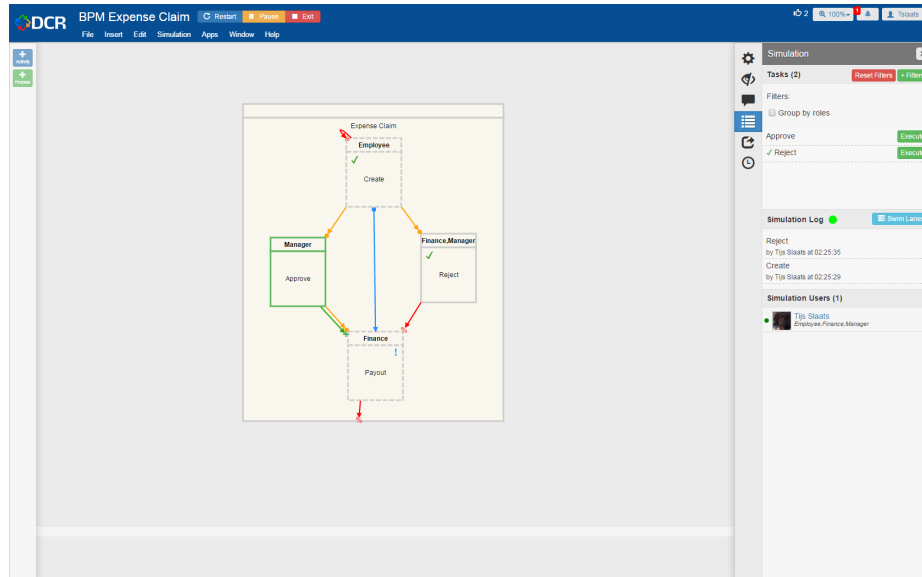 DCR
BPM Expense Claim
Restart
Pause
Exit
2
100%
1
Tslaats
File Insert Edit Simulation Apps Window Help
Activity
Process
Simulation
Tasks (2)
Reset Filters
+ Filters
Filters:
Group by roles
Approve
Execute
Reject
Execute
Simulation Log
Swim Lanes
Reject
by Tijs Slaats at 02:25:35
Create
by Tijs Slaats at 02:25:29
Simulation Users (1)
Tijs Slaats
Employee,Finance,Manager
Expense Claim
Employee
Create
Manager
Approve
Finance,Manager
Reject
Finance
!
Payout
%
%